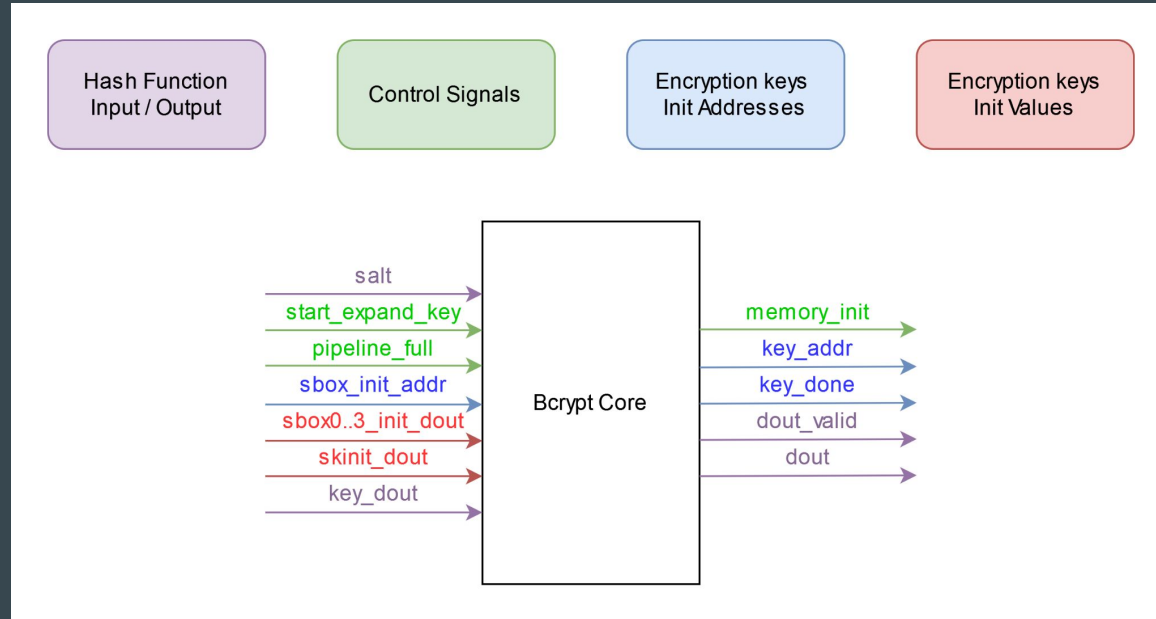 Hash Function
Input / Output
Control Signals
Encryption keys
Init Addresses
Encryption keys
Init Values
salt
start_expand_key
pipeline_full
sbox_init_addr
sbox0..3_init_dout
skinit_dout
key_dout
Bcrypt Core
memory_init
key_addr
key_done
dout_valid
dout